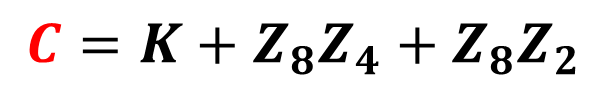 C = K + Z₈Z₄ + Z₈Z₂